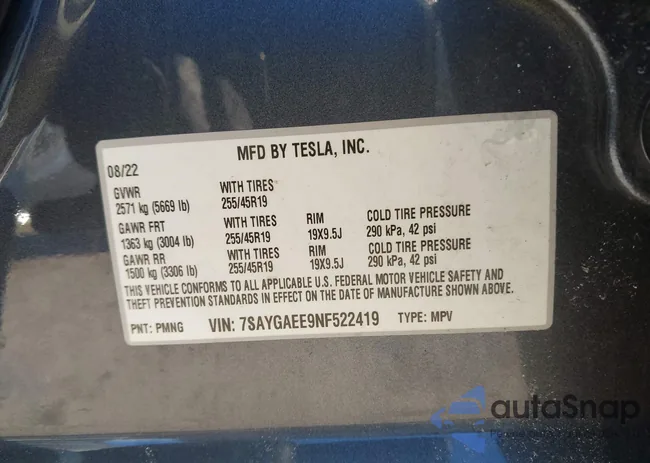 MFD BY TESLA, INC.
08/22
GVWR WITH TIRES
2571 kg (5669 lb) 255/45R19
GAWR FRT WITH TIRES RIM COLD TIRE PRESSURE
1363 kg (3004 lb) 255/45R19 19X9.5J 290 kPa, 42 psi
GAWR RR WITH TIRES RIM COLD TIRE PRESSURE
1500 kg (3306 lb) 255/45R19 19X9.5J 290 kPa, 42 psi
THIS VEHICLE CONFORMS TO ALL APPLICABLE U.S. FEDERAL MOTOR VEHICLE SAFETY AND
THEFT PREVENTION STANDARDS IN EFFECT ON THE DATE OF MANUFACTURE SHOWN ABOVE.
PNT: PMNG VIN: 7SAYGAEE9NF522419 TYPE: MPV
autaSnap